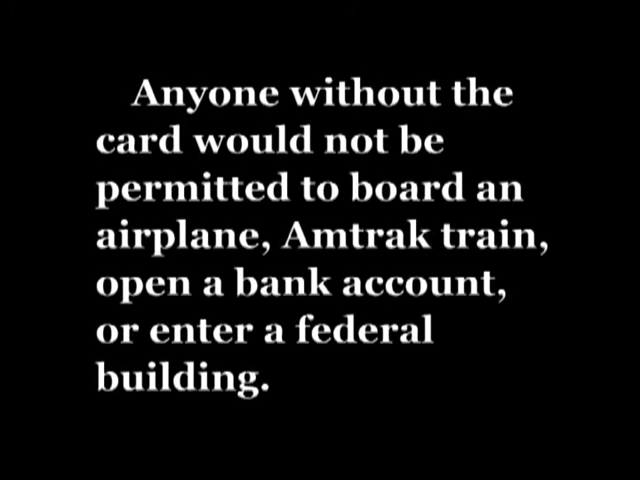 Anyone without the
card would not be
permitted to board an
airplane, Amtrak train,
open a bank account,
or enter a federal
building.